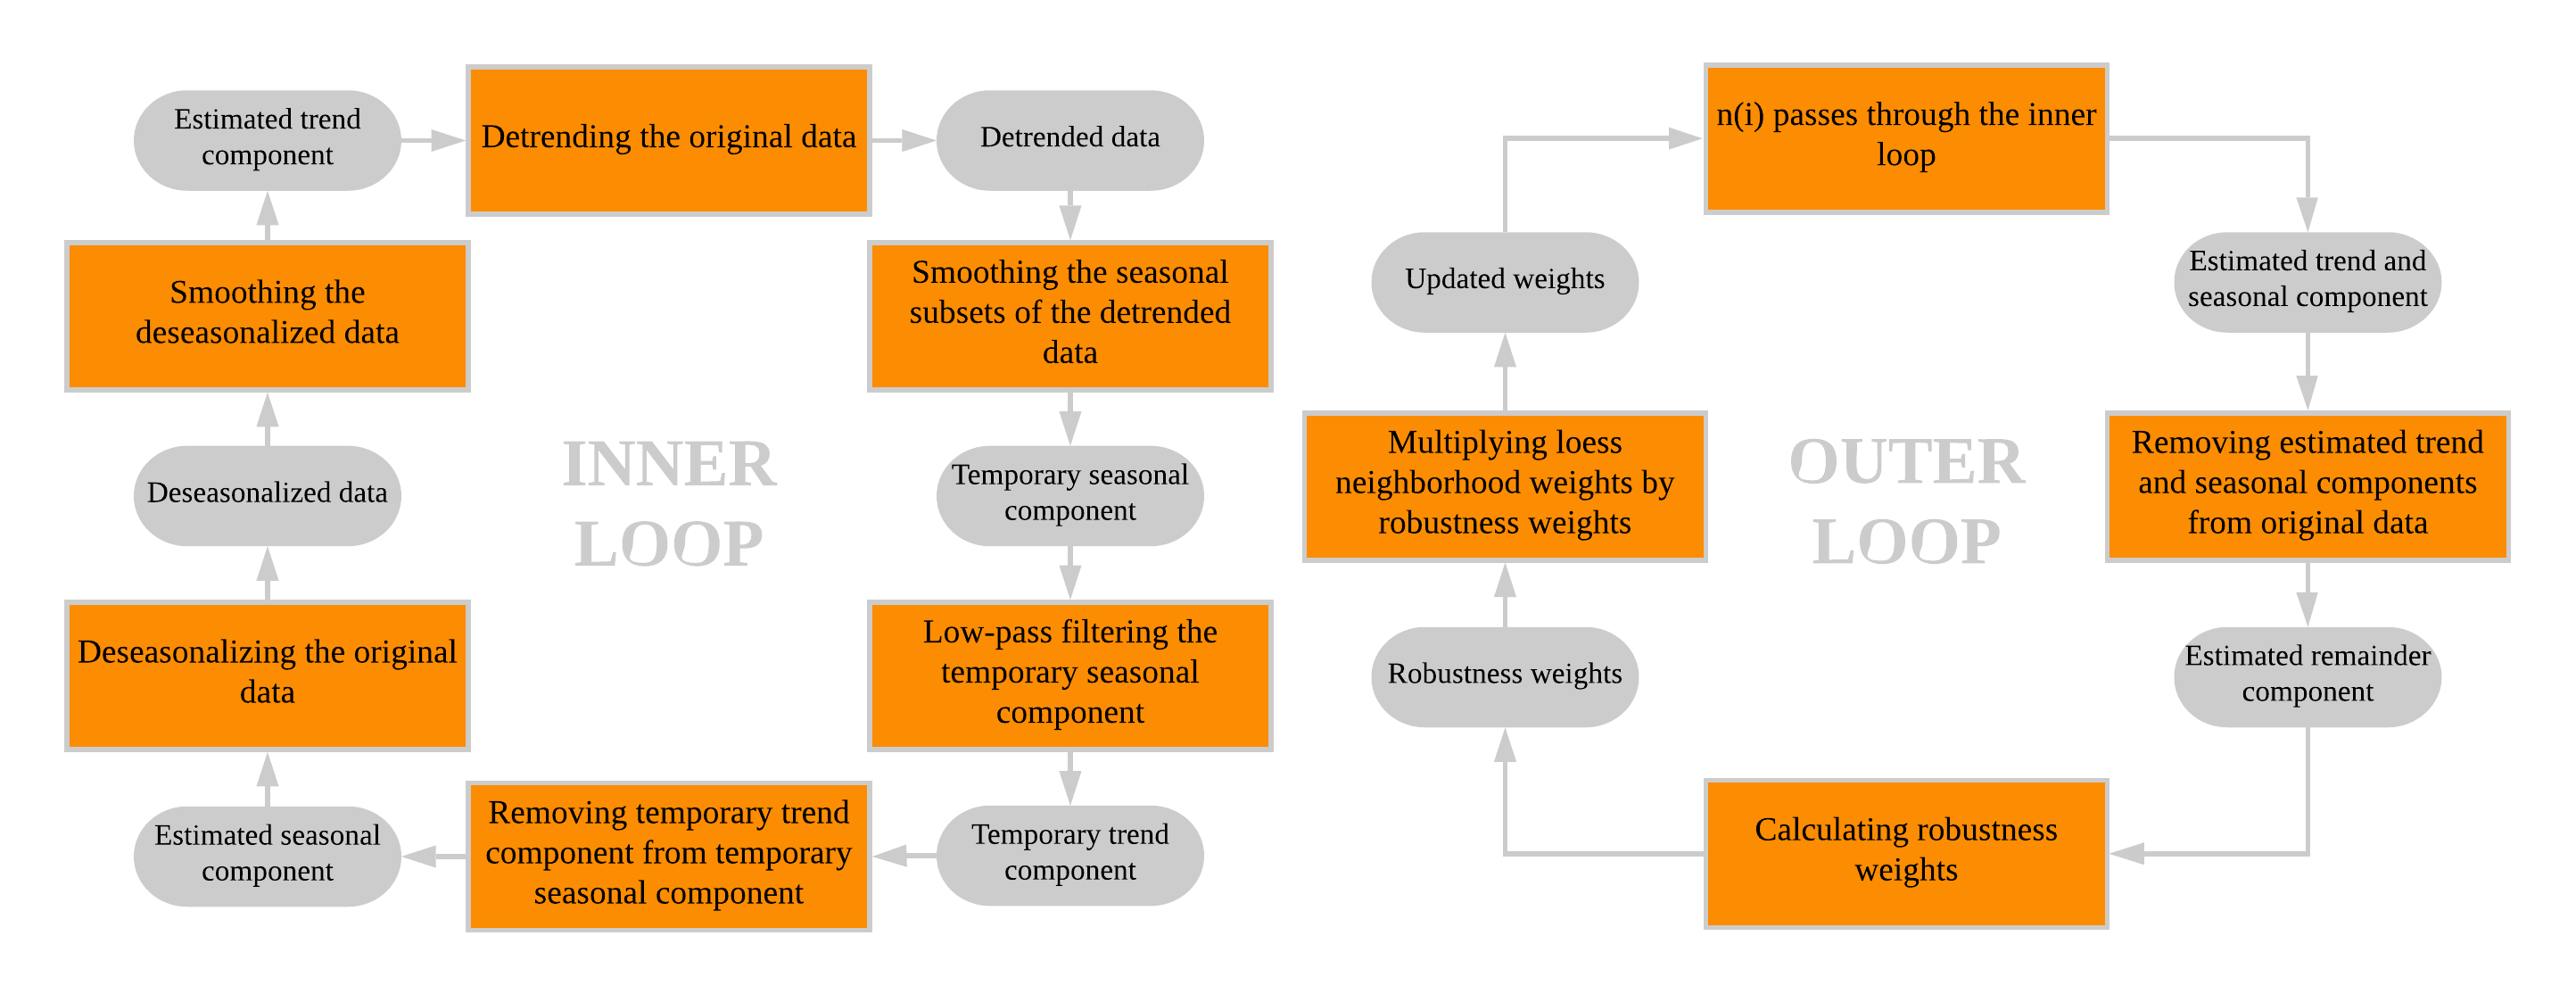 Estimated trend
component
Detrending the original data
Detrended data
Smoothing the seasonal
subsets of the detrended
data
Temporary seasonal
component
Low-pass filtering the
temporary seasonal
component
Temporary trend
component
Removing temporary trend
component from temporary
seasonal component
Estimated seasonal
component
Deseasonalizing the original
data
Deseasonalized data
Smoothing the
deseasonalized data
INNER
LOOP
n(i) passes through the inner
loop
Estimated trend and
seasonal component
Removing estimated trend
and seasonal components
from original data
Estimated remainder
component
Calculating robustness
weights
Robustness weights
Multiplying loess
neighborhood weights by
robustness weights
Updated weights
OUTER
LOOP